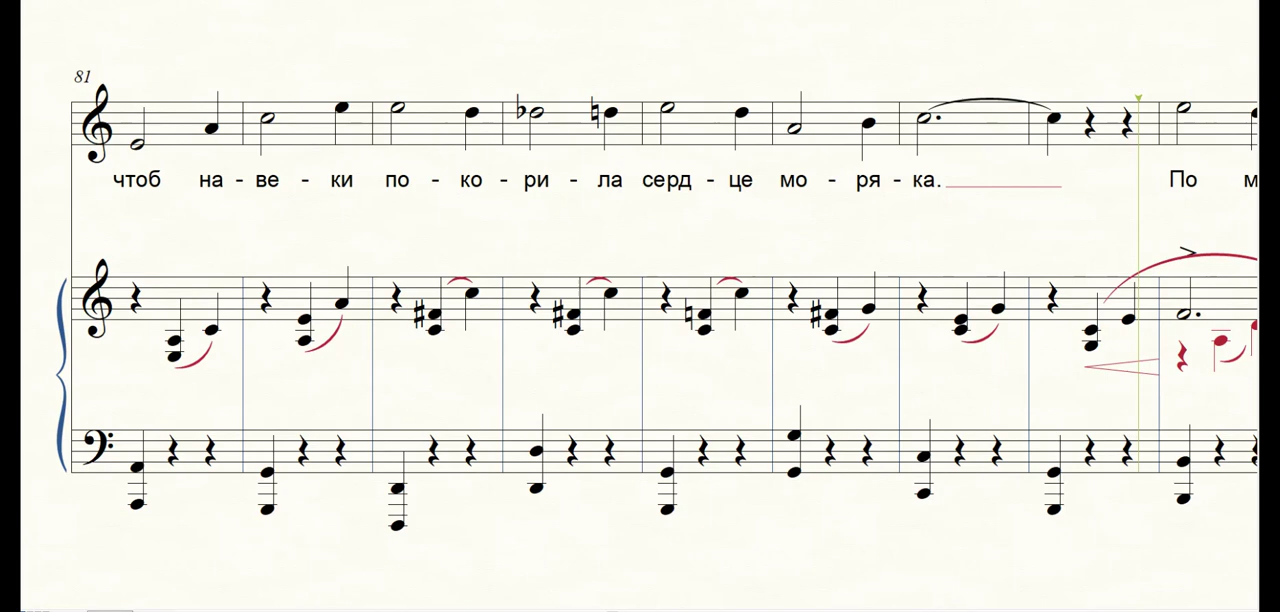 81
чтоб на - ве - ки по - ко - ри - ла серд - це мо - ря - ка. По м